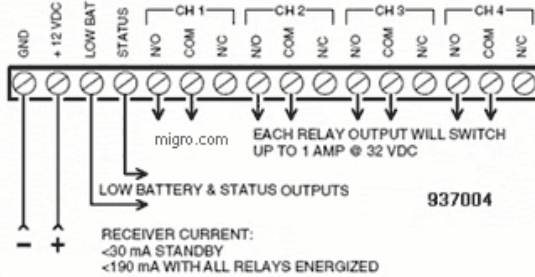 CH 1 CH 2 CH 3 CH 4
GND +12 VDC LOW BAT STATUS N/O COM N/C N/O COM N/C N/O COM N/C N/O COM N/C
migro.com
EACH RELAY OUTPUT WILL SWITCH
UP TO 1 AMP @ 32 VDC
LOW BATTERY & STATUS OUTPUTS
937004
- +
RECEIVER CURRENT:
<30 mA STANDBY
<190 mA WITH ALL RELAYS ENERGIZED